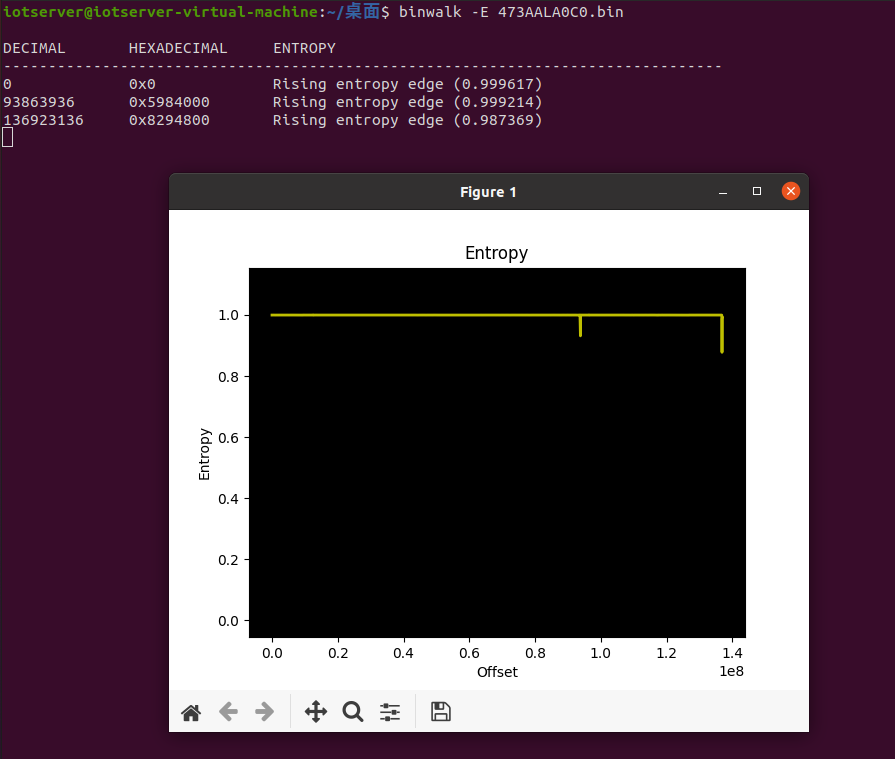 iotserver@iotserver-virtual-machine:~/桌面$ binwalk -E 473AALA0C0.bin
DECIMAL HEXADECIMAL ENTROPY
--------------------------------------------------------------------------------
0 0x0 Rising entropy edge (0.999617)
93863936 0x5984000 Rising entropy edge (0.999214)
136923136 0x8294800 Rising entropy edge (0.987369)
Figure 1
Entropy
1.0
0.8
0.6
0.4
0.2
0.0
Entropy
0.0 0.2 0.4 0.6 0.8 1.0 1.2 1.4
1e8
Offset